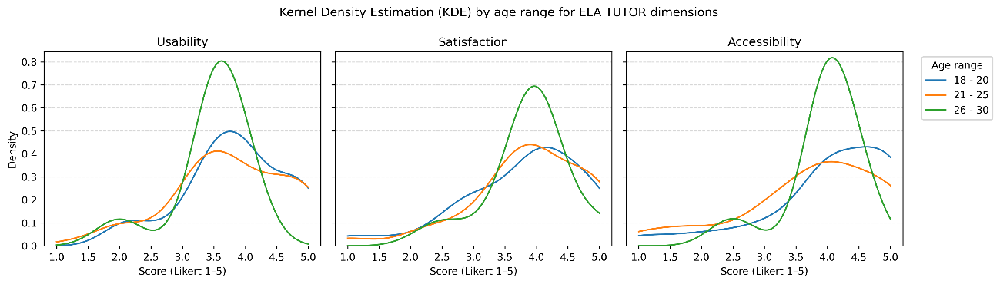 Kernel Density Estimation (KDE) by age range for ELA TUTOR dimensions
Usability
Density
0.8
0.7
0.6
0.5
0.4
0.3
0.2
0.1
0.0
1.0 1.5 2.0 2.5 3.0 3.5 4.0 4.5 5.0
Score (Likert 1–5)
Satisfaction
1.0 1.5 2.0 2.5 3.0 3.5 4.0 4.5 5.0
Score (Likert 1–5)
Accessibility
1.0 1.5 2.0 2.5 3.0 3.5 4.0 4.5 5.0
Score (Likert 1–5)
Age range
18 - 20
21 - 25
26 - 30